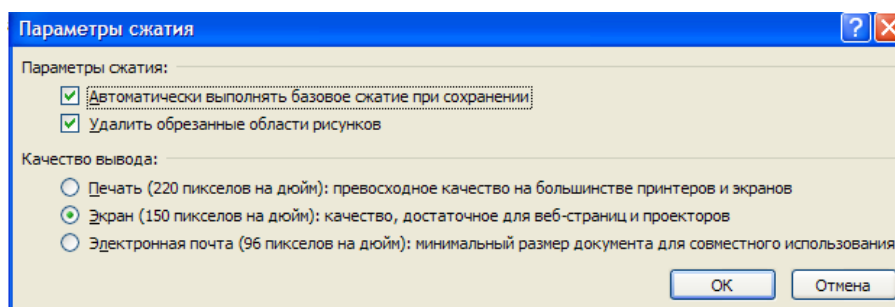 Параметры сжатия
Параметры сжатия:
Автоматически выполнять базовое сжатие при сохранении
Удалить обрезанные области рисунков
Качество вывода:
Печать (220 пикселов на дюйм): превосходное качество на большинстве принтеров и экранов
Экран (150 пикселов на дюйм): качество, достаточное для веб-страниц и проекторов
Электронная почта (96 пикселов на дюйм): минимальный размер документа для совместного использования
ОК Отмена